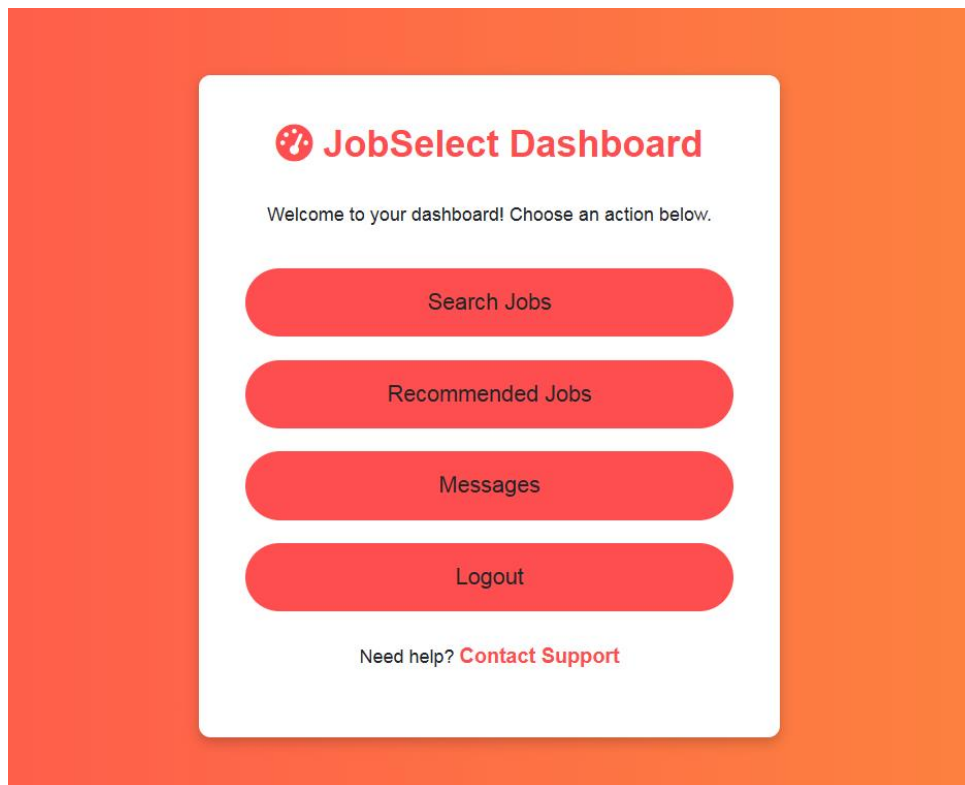 JobSelect Dashboard
Welcome to your dashboard! Choose an action below.
Search Jobs
Recommended Jobs
Messages
Logout
Need help? Contact Support